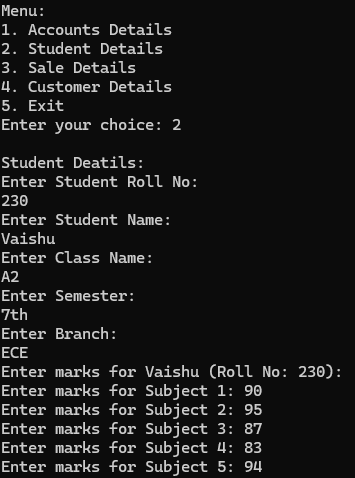 Menu:
1. Accounts Details
2. Student Details
3. Sale Details
4. Customer Details
5. Exit
Enter your choice: 2

Student Deatils:
Enter Student Roll No:
230
Enter Student Name:
Vaishu
Enter Class Name:
A2
Enter Semester:
7th
Enter Branch:
ECE
Enter marks for Vaishu (Roll No: 230):
Enter marks for Subject 1: 90
Enter marks for Subject 2: 95
Enter marks for Subject 3: 87
Enter marks for Subject 4: 83
Enter marks for Subject 5: 94